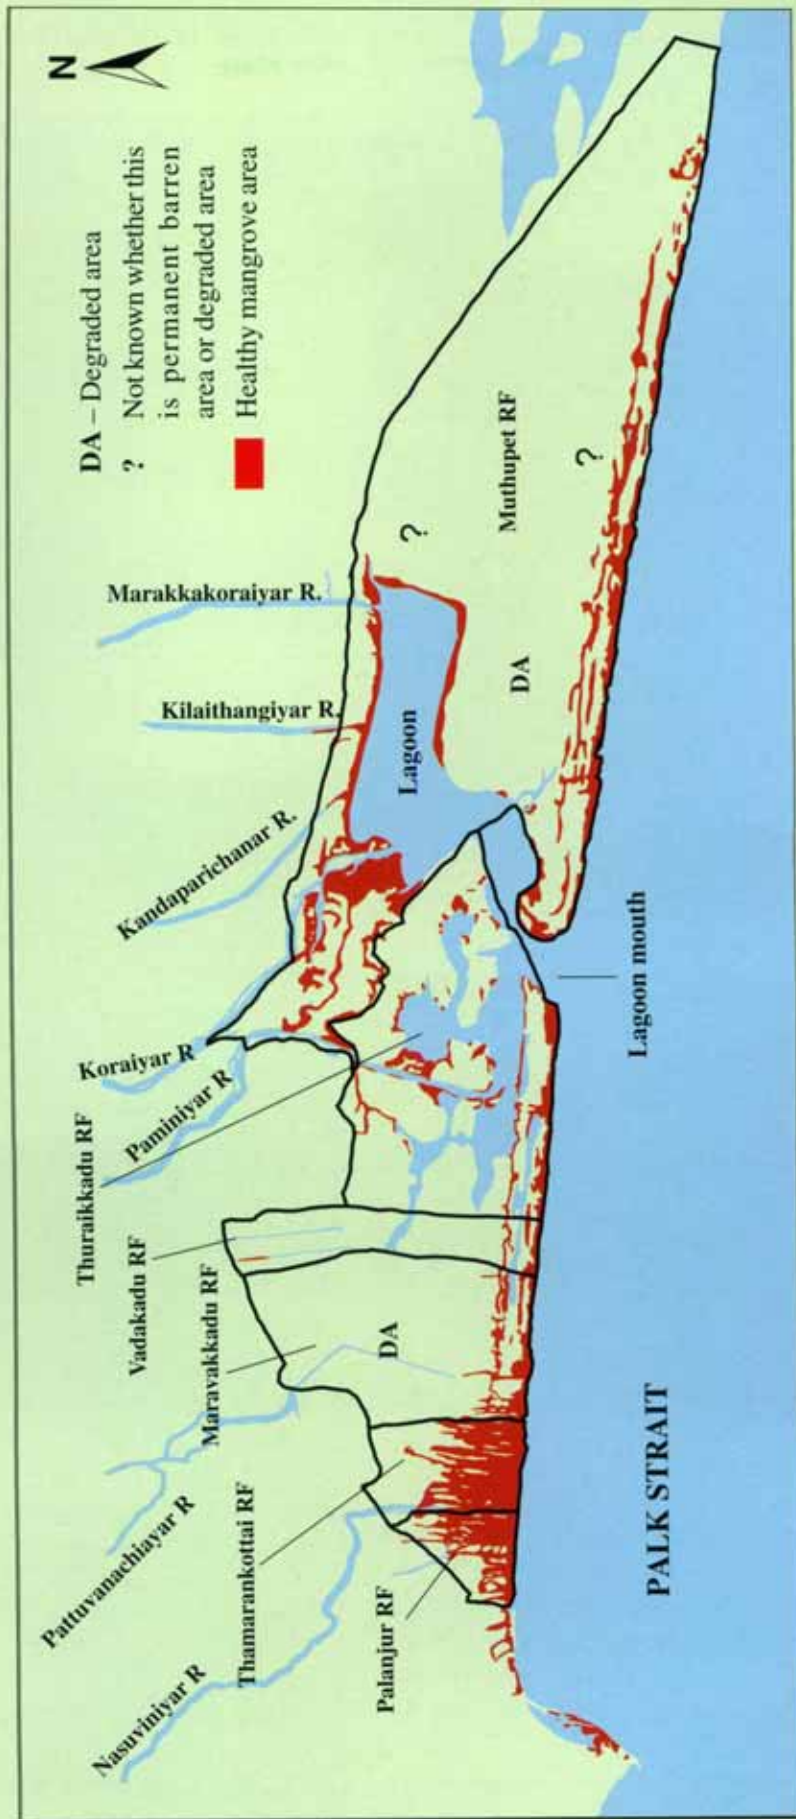 N
DA – Degraded area
? Not known whether this
is permanent barren
area or degraded area
Healthy mangrove area
Nasuviniyar R
Pattuvanachiayar R
Koraiyar R
Paminiyar R
Kandaparichanar R.
Kilaithangiyar R.
Marakkakoraiyar R.
Palanjur RF
Thamarankottai RF
Maravakkadu RF
Vadakadu RF
Thuraikkadu RF
DA
Lagoon
DA
Muthupet RF
?
?
Lagoon mouth
PALK STRAIT